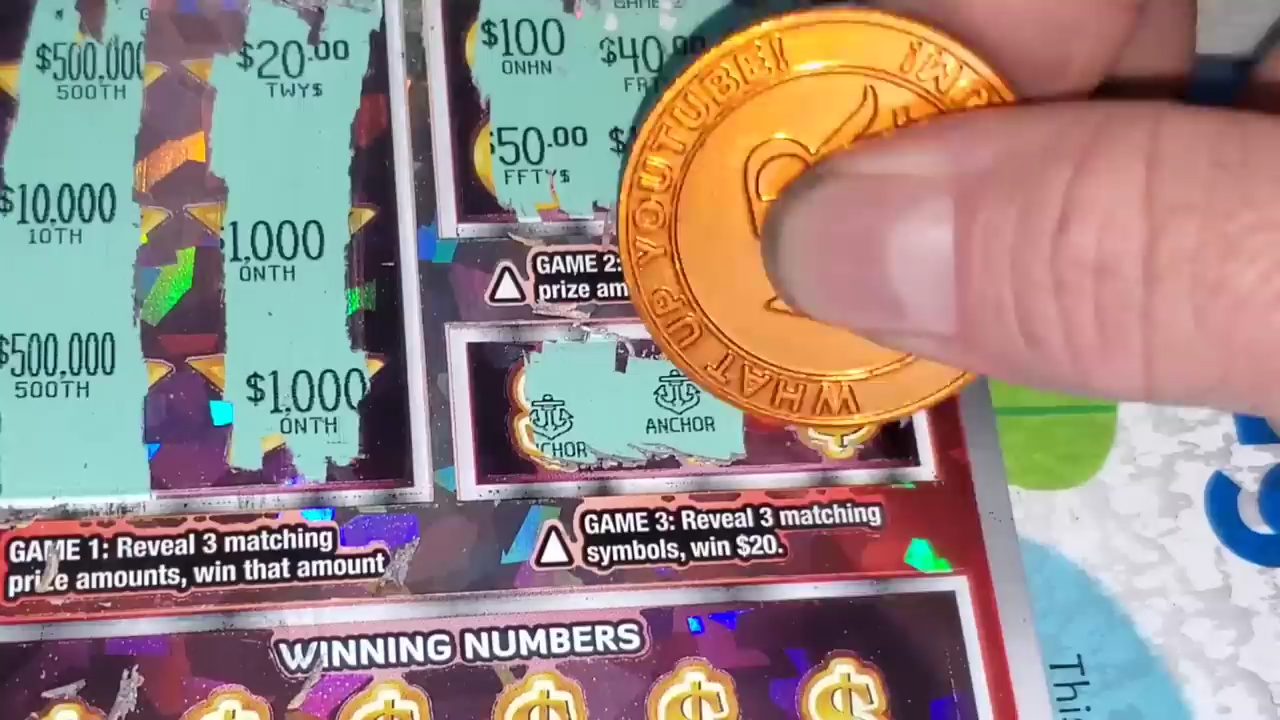 $500,000
500TH
$20.00
TWY$
$10,000
10TH
1,000
ONTH
$500,000
500TH
$1,000
ONTH
$100
ONHN
$40.00
$50.00
FFTY$
GAME 2:
prize am
CHOR
ANCHOR
WHAT UP YOUTUBE!
GAME 1: Reveal 3 matching
prize amounts, win that amount
GAME 3: Reveal 3 matching
symbols, win $20.
WINNING NUMBERS
$ $ $ $